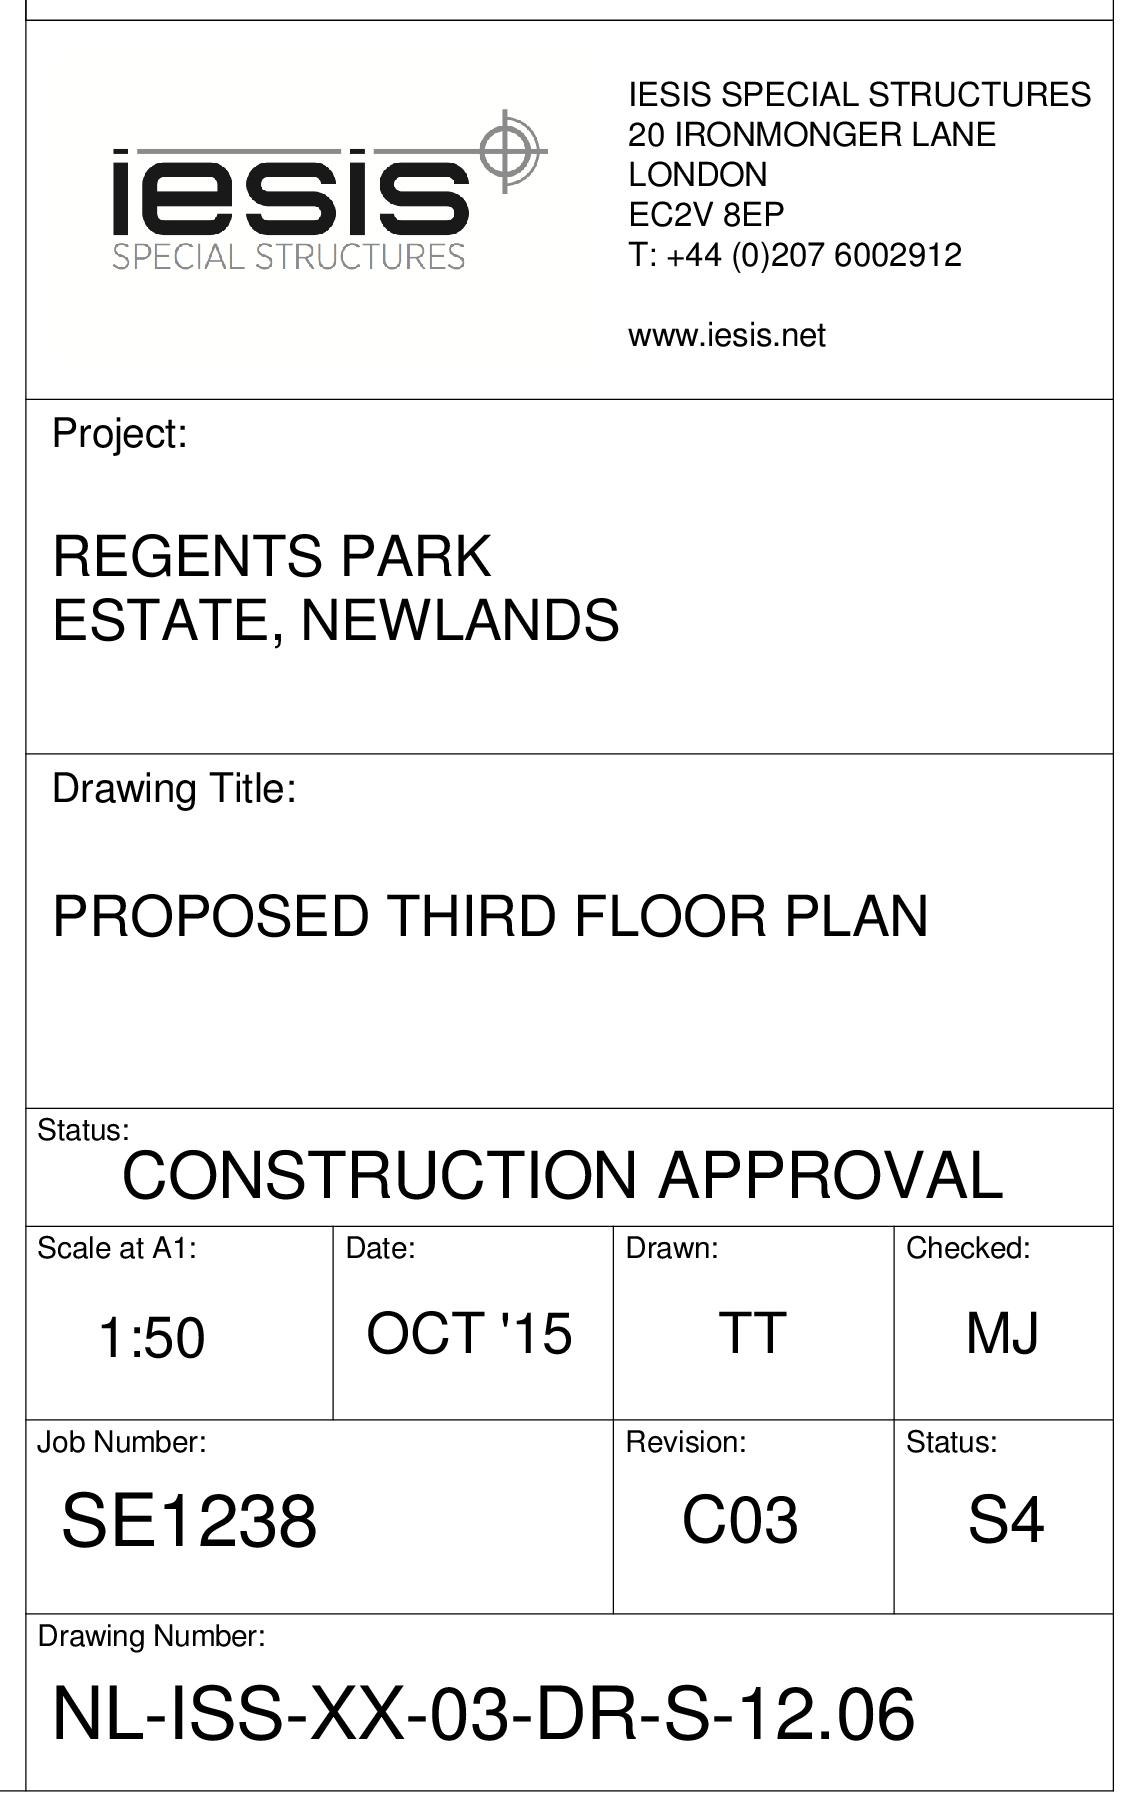 iesis
SPECIAL STRUCTURES
IESIS SPECIAL STRUCTURES
20 IRONMONGER LANE
LONDON
EC2V 8EP
T: +44 (0)207 6002912
www.iesis.net
Project:
REGENTS PARK
ESTATE, NEWLANDS
Drawing Title:
PROPOSED THIRD FLOOR PLAN
Status:
CONSTRUCTION APPROVAL
Scale at A1:
1:50
Date:
OCT '15
Drawn:
TT
Checked:
MJ
Job Number:
SE1238
Revision:
C03
Status:
S4
Drawing Number:
NL-ISS-XX-03-DR-S-12.06